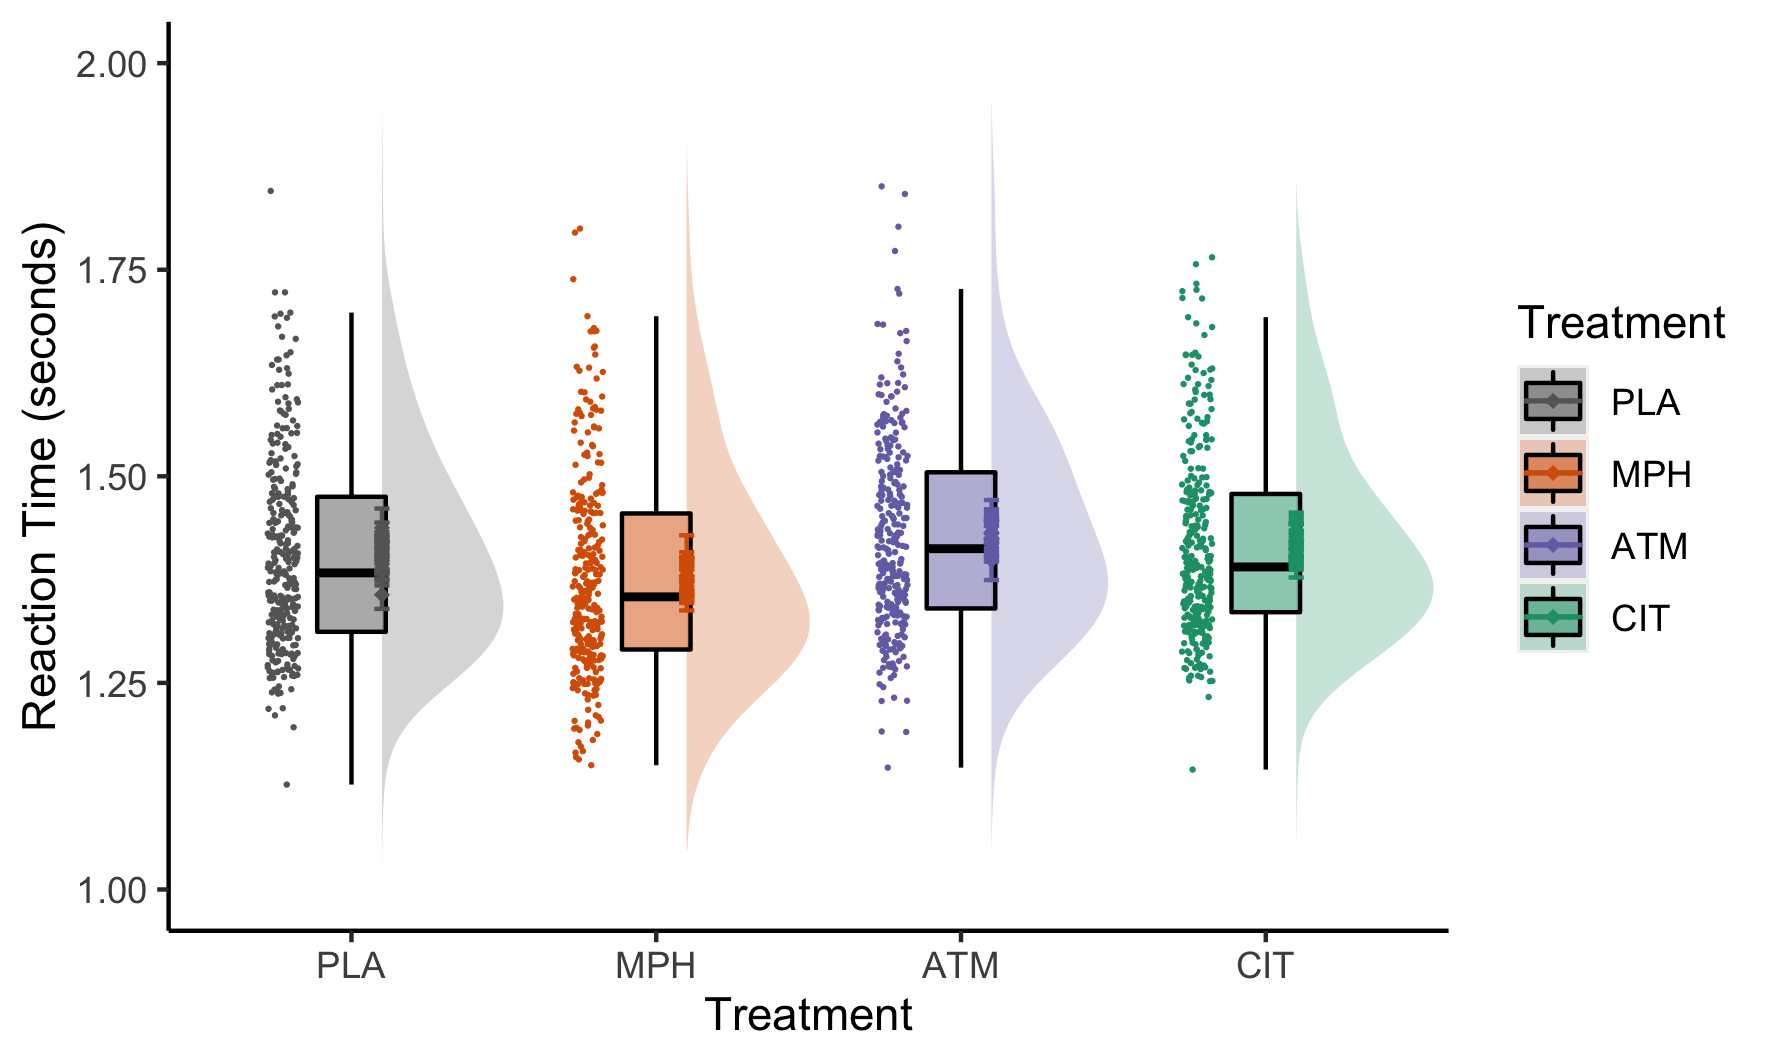 Reaction Time (seconds)
2.00
1.75
1.50
1.25
1.00
PLA
MPH
ATM
CIT
Treatment
Treatment
PLA
MPH
ATM
CIT